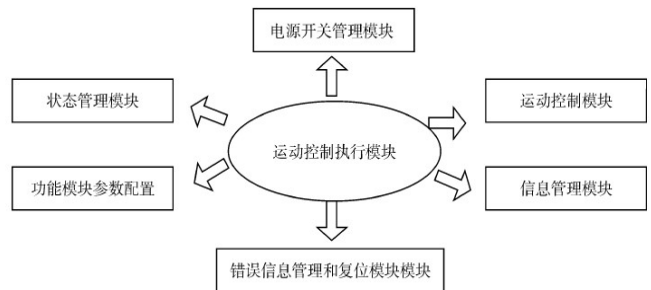 电源开关管理模块
状态管理模块
运动控制模块
运动控制执行模块
功能模块参数配置
信息管理模块
错误信息管理和复位模块模块